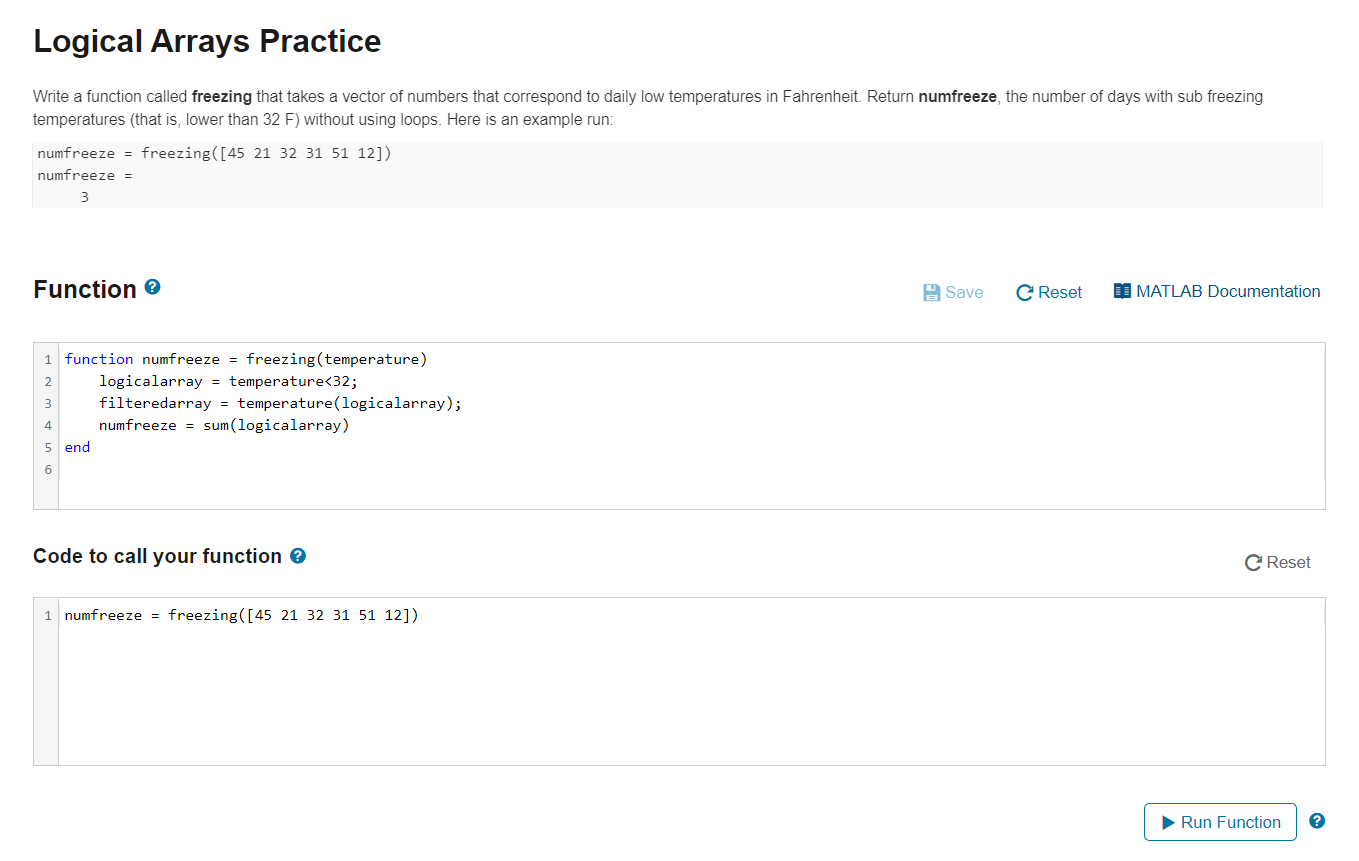 Logical Arrays Practice
Write a function called freezing that takes a vector of numbers that correspond to daily low temperatures in Fahrenheit. Return numfreeze, the number of days with sub freezing
temperatures (that is, lower than 32 F) without using loops. Here is an example run:
numfreeze = freezing([45 21 32 31 51 12])
numfreeze =
     3
Function ?
Save Reset MATLAB Documentation
1 function numfreeze = freezing(temperature)
2     logicalarray = temperature<32;
3     filteredarray = temperature(logicalarray);
4     numfreeze = sum(logicalarray)
5 end
6
Code to call your function ?
Reset
1 numfreeze = freezing([45 21 32 31 51 12])
Run Function ?